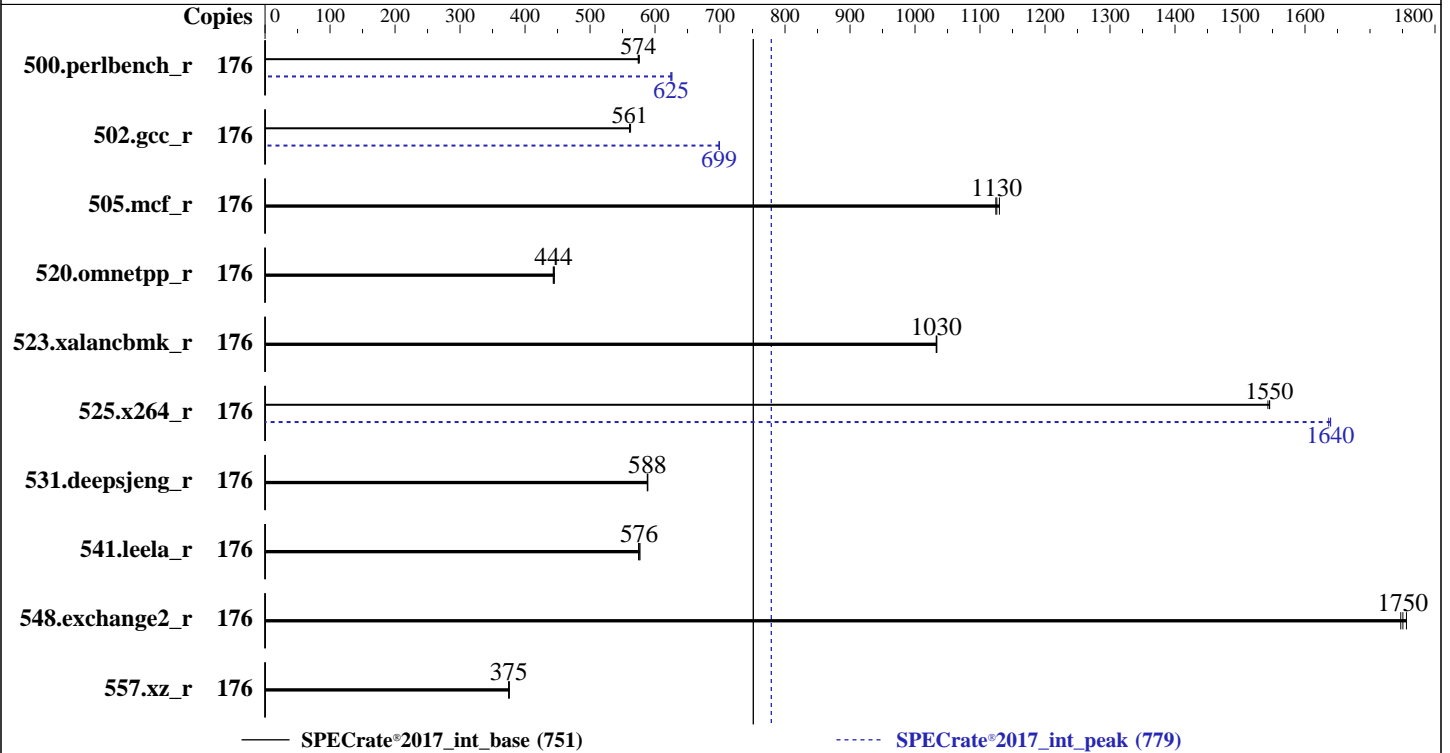 Copies 0 100 200 300 400 500 600 700 800 900 1000 1100 1200 1300 1400 1500 1600 1800
574
500.perlbench_r 176
625
561
502.gcc_r 176
699
1130
505.mcf_r 176
444
520.omnetpp_r 176
1030
523.xalancbmk_r 176
1550
525.x264_r 176
1640
588
531.deepsjeng_r 176
576
541.leela_r 176
1750
548.exchange2_r 176
375
557.xz_r 176
SPECrate®2017_int_base (751) SPECrate®2017_int_peak (779)